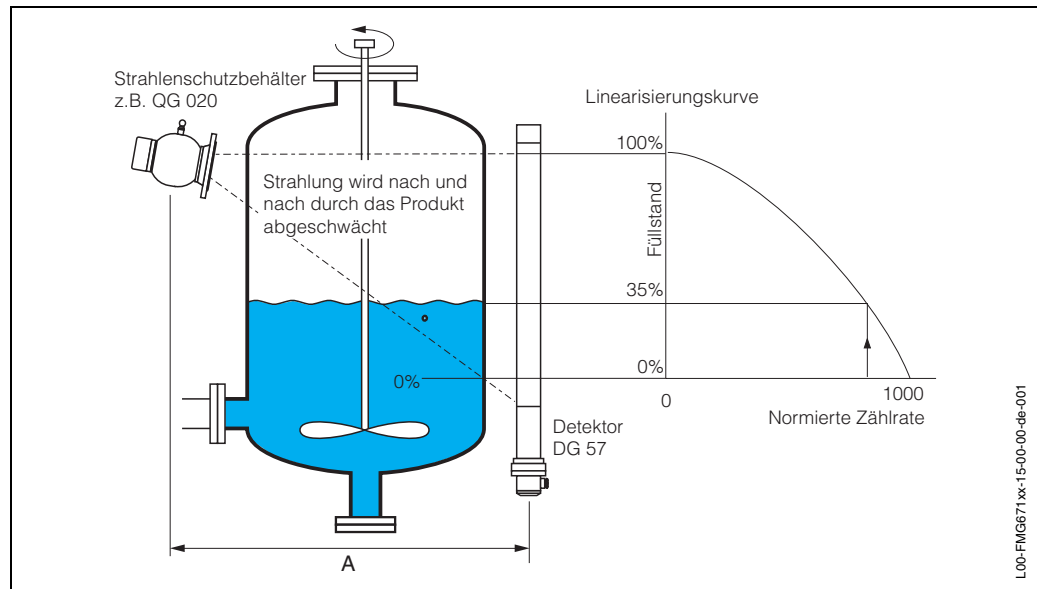 Strahlenschutzbehälter
z.B. QG 020
Strahlung wird nach und
nach durch das Produkt
abgeschwächt
0%
A
Detektor
DG 57
Linearisierungskurve
100%
Füllstand
35%
0%
0
1000
Normierte Zählrate
L00-FMG671xx-15-00-00-de-001